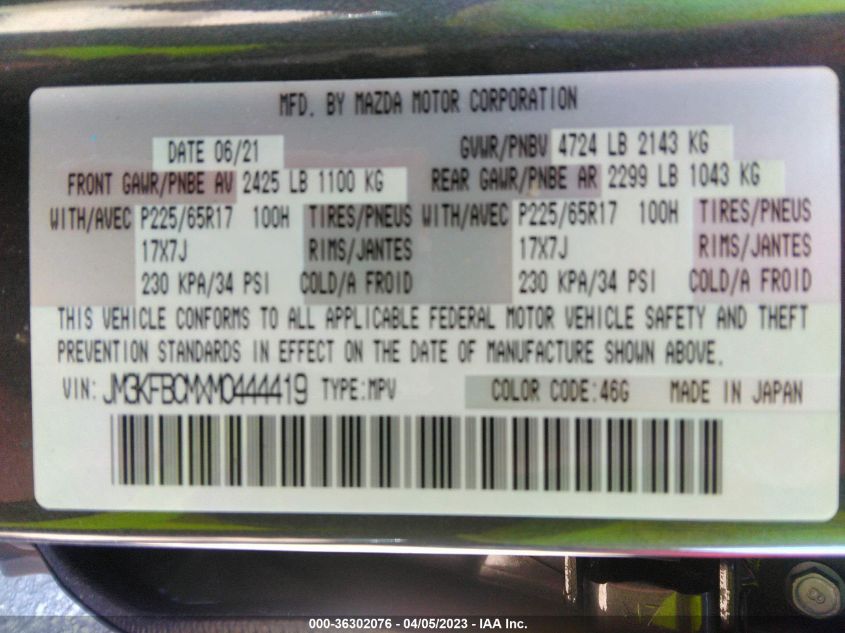 MFD. BY MAZDA MOTOR CORPORATION
DATE 06/21 GVWR/PNBV 4724 LB 2143 KG
FRONT GAWR/PNBE AV 2425 LB 1100 KG REAR GAWR/PNBE AR 2299 LB 1043 KG
WITH/AVEC P225/65R17 100H TIRES/PNEUS WITH/AVEC P225/65R17 100H TIRES/PNEUS
17X7J RIMS/JANTES 17X7J RIMS/JANTES
230 KPA/34 PSI COLD/A FROID 230 KPA/34 PSI COLD/A FROID
THIS VEHICLE CONFORMS TO ALL APPLICABLE FEDERAL MOTOR VEHICLE SAFETY AND THEFT
PREVENTION STANDARDS IN EFFECT ON THE DATE OF MANUFACTURE SHOWN ABOVE.
VIN: JM3KFBCMXM0444419 TYPE:MPV COLOR CODE:46G MADE IN JAPAN
000-36302076 - 04/05/2023 - IAA Inc.